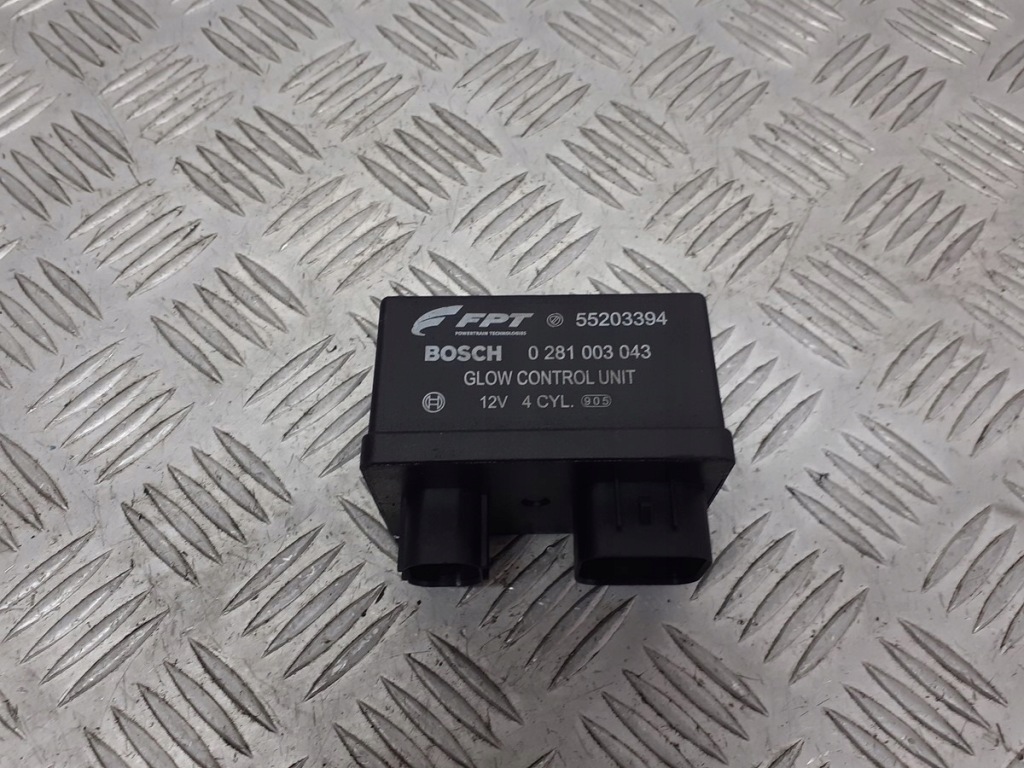 FPT 55203394
POWERTRAIN TECHNOLOGIES
BOSCH 0 281 003 043
GLOW CONTROL UNIT
12V 4 CYL. 905